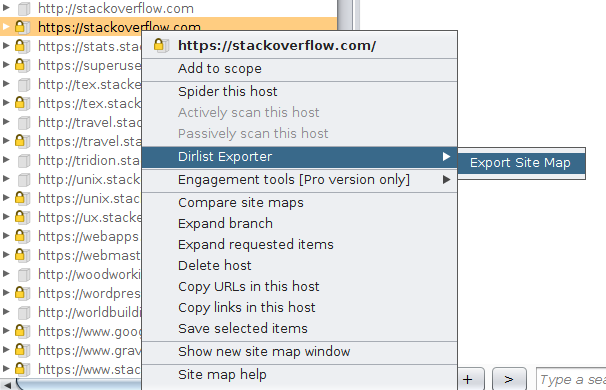 http://stackoverflow.com
https://stackoverflow.com
https://stats.stac
https://superuse
http://tex.stacke
https://tex.stac
http://travel.stac
https://travel.st
http://tridion.sta
http://unix.stack
https://unix.stac
https://ux.stacke
https://webapps
https://webmast
http://woodworki
https://wordpres
http://worldbuildi
https://www.goo
https://www.grav
https://www.stac
https://stackoverflow.com/
Add to scope
Spider this host
Actively scan this host
Passively scan this host
Dirlist Exporter
Export Site Map
Engagement tools [Pro version only]
Compare site maps
Expand branch
Expand requested items
Delete host
Copy URLs in this host
Copy links in this host
Save selected items
Show new site map window
Site map help
+
>
Type a sea